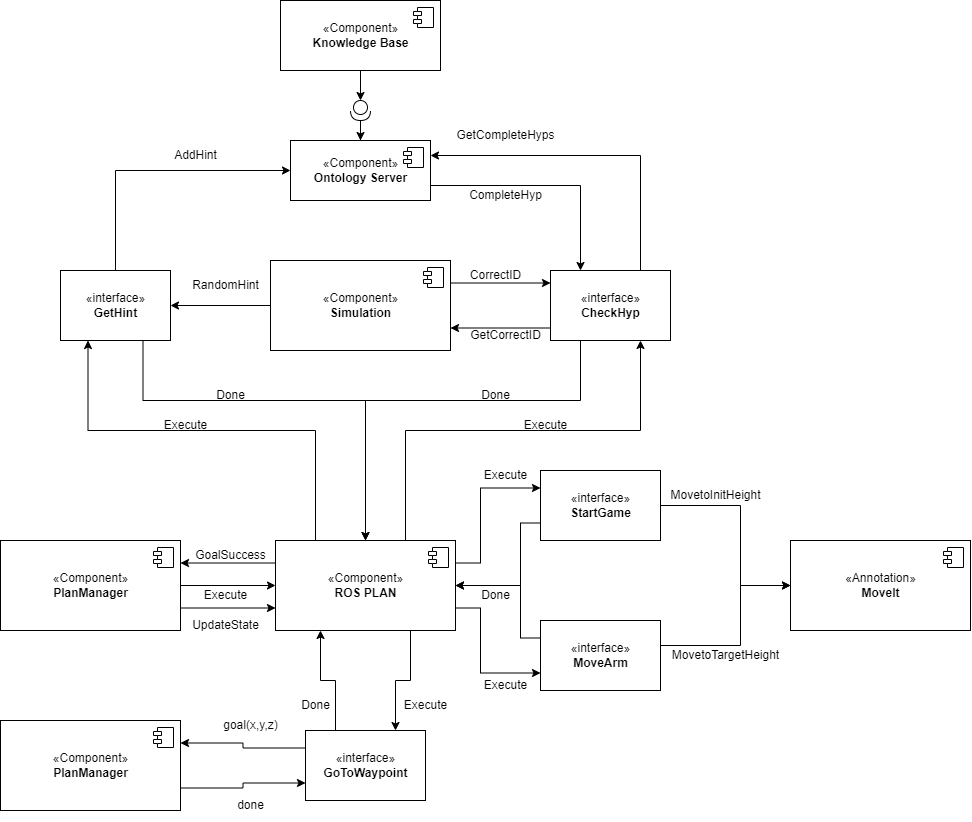 «Component»
Knowledge Base
GetCompleteHyps
AddHint
«Component»
Ontology Server
CompleteHyp
RandomHint
CorrectID
«interface»
GetHint
«Component»
Simulation
«interface»
CheckHyp
GetCorrectID
Done
Done
Execute
Execute
Execute
MovetoInitHeight
«interface»
StartGame
GoalSuccess
«Component»
PlanManager
«Component»
ROS PLAN
«Annotation»
MoveIt
Execute
Done
UpdateState
«interface»
MoveArm
MovetoTargetHeight
Execute
Done
Execute
goal(x,y,z)
«Component»
PlanManager
«interface»
GoToWaypoint
done